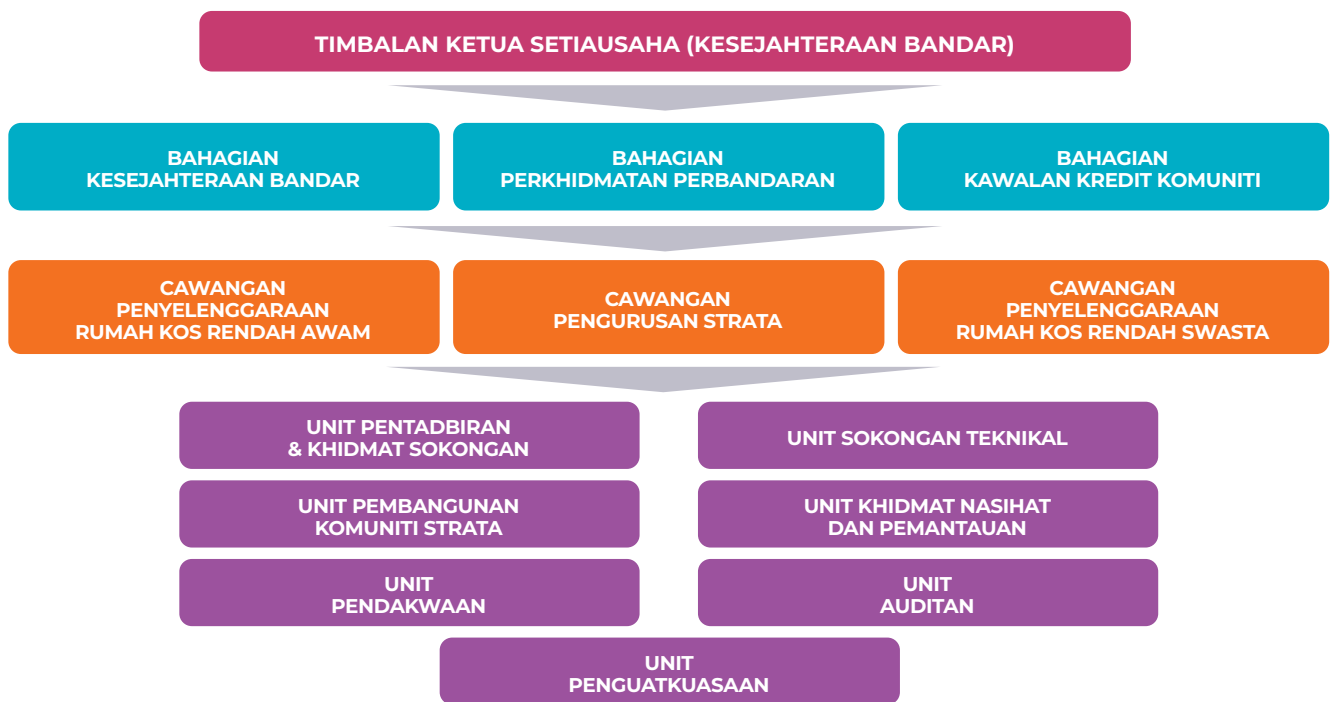 TIMBALAN KETUA SETIAUSAHA (KESEJAHTERAAN BANDAR)
BAHAGIAN
KESEJAHTERAAN BANDAR
BAHAGIAN
PERKHIDMATAN PERBANDARAN
BAHAGIAN
KAWALAN KREDIT KOMUNITI
CAWANGAN
PENYELENGGARAAN
RUMAH KOS RENDAH AWAM
CAWANGAN
PENGURUSAN STRATA
CAWANGAN
PENYELENGGARAAN
RUMAH KOS RENDAH SWASTA
UNIT PENTADBIRAN
& KHIDMAT SOKONGAN
UNIT SOKONGAN TEKNIKAL
UNIT PEMBANGUNAN
KOMUNITI STRATA
UNIT KHIDMAT NASIHAT
DAN PEMANTAUAN
UNIT
PENDAKWAAN
UNIT
AUDITAN
UNIT
PENGUATKUASAAN